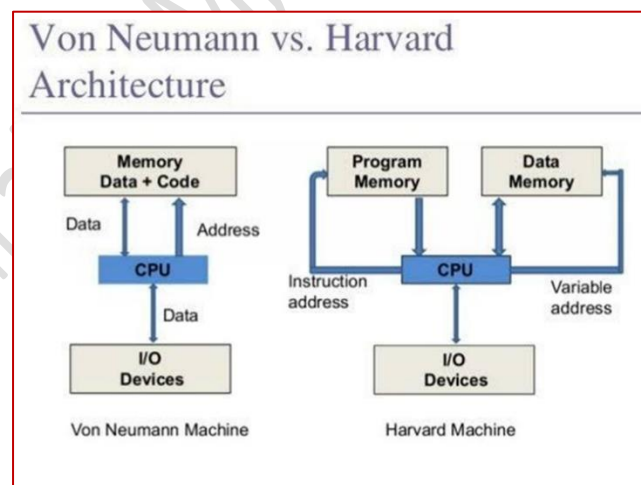 Von Neumann vs. Harvard
Architecture
Memory
Data + Code
Data
Address
CPU
Data
I/O
Devices
Von Neumann Machine
Program
Memory
Data
Memory
CPU
Instruction
address
Variable
address
I/O
Devices
Harvard Machine